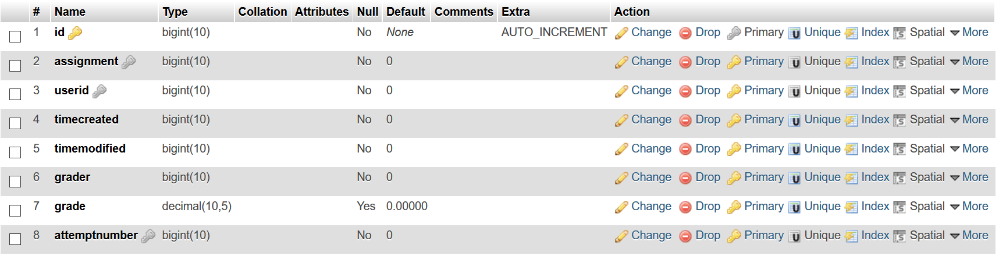 # Name Type Collation Attributes Null Default Comments Extra Action
1 id bigint(10) No None AUTO_INCREMENT Change Drop Primary Unique Index Spatial More
2 assignment bigint(10) No 0 Change Drop Primary Unique Index Spatial More
3 userid bigint(10) No 0 Change Drop Primary Unique Index Spatial More
4 timecreated bigint(10) No 0 Change Drop Primary Unique Index Spatial More
5 timemodified bigint(10) No 0 Change Drop Primary Unique Index Spatial More
6 grader bigint(10) No 0 Change Drop Primary Unique Index Spatial More
7 grade decimal(10,5) Yes 0.00000 Change Drop Primary Unique Index Spatial More
8 attemptnumber bigint(10) No 0 Change Drop Primary Unique Index Spatial More